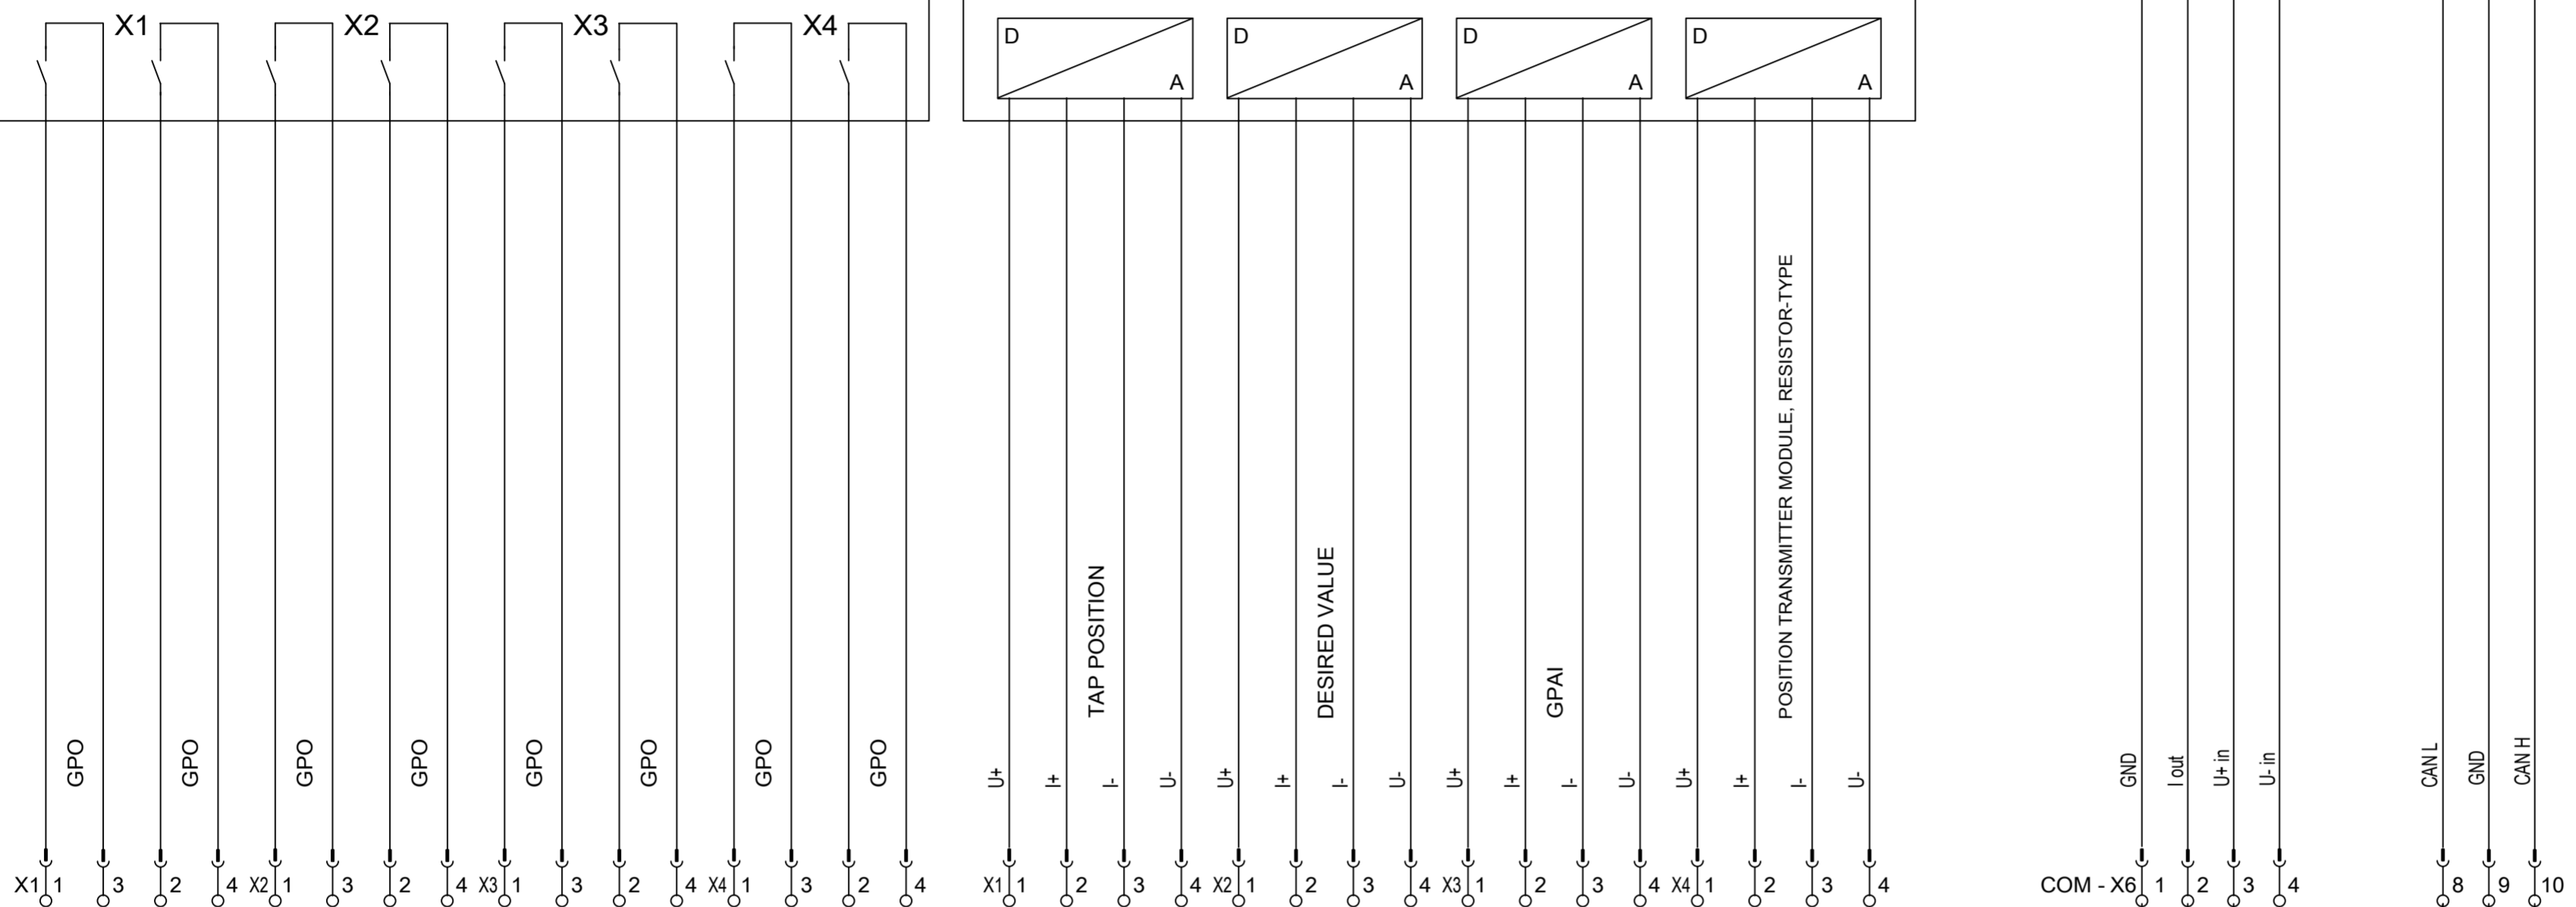 X1 X2 X3 X4
D A D A D A D A
POSITION TRANSMITTER MODULE, RESISTOR-TYPE
TAP POSITION
DESIRED VALUE
GPAI
GPO GPO GPO GPO GPO GPO GPO GPO
U+ I+ I- U- U+ I+ I- U- U+ I+ I- U- U+ I+ I- U-
GND I out U+ in U- in
CAN L GND CAN H
X1 1 3 2 4 X2 1 3 2 4 X3 1 3 2 4 X4 1 3 2 4
X1 1 2 3 4 X2 1 2 3 4 X3 1 2 3 4 X4 1 2 3 4
COM - X6 1 2 3 4 8 9 10